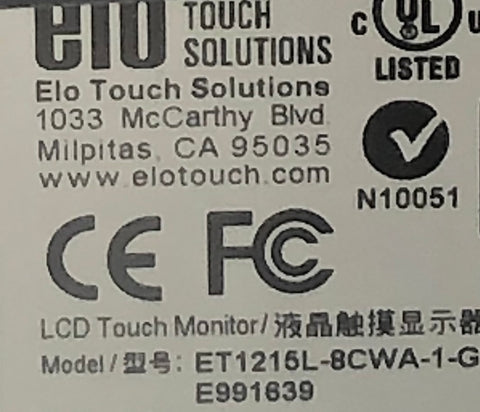 elo TOUCH
SOLUTIONS
C UL US
LISTED
Elo Touch Solutions
1033 McCarthy Blvd.
Milpitas, CA 95035
www.elotouch.com
N10051
CE FC
LCD Touch Monitor/液晶触摸显示器
Model/型号: ET1215L-8CWA-1-G
E991639